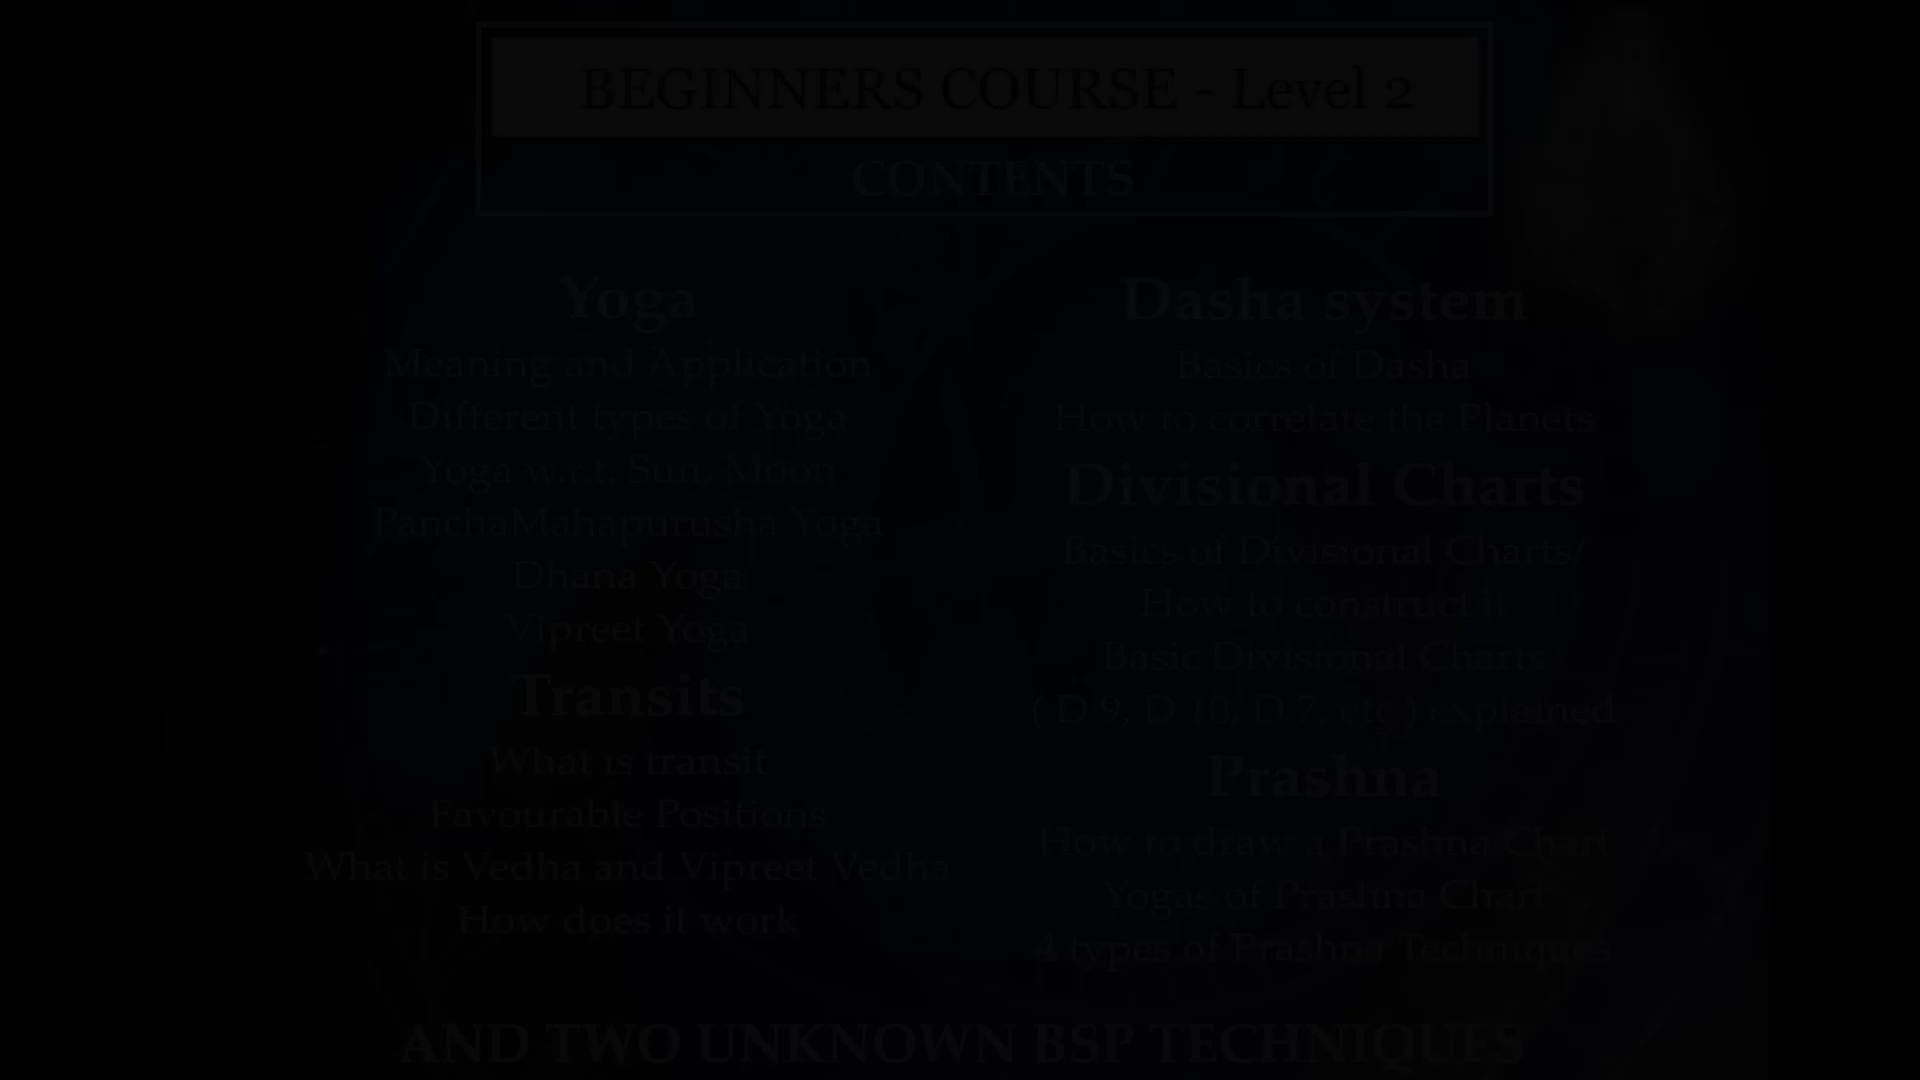 BEGINNERS COURSE - Level 2
CONTENTS
Yoga
Meaning and Application
Different types of Yoga
Yoga w.r.t. Sun, Moon
PanchaMahapurusha Yoga
Dhana Yoga
Vipreet Yoga
Transits
What is transit
Favourable Positions
What is Vedha and Vipreet Vedha
How does it work
Dasha system
Basics of Dasha
How to correlate the Planets
Divisional Charts
Basics of Divisional Charts/
How to construct it
Basic Divisional Charts
( D 9, D 10, D 7, etc ) explained
Prashna
How to draw a Prashna Chart
Yogas of Prashna Chart
4 types of Prashna Techniques
AND TWO UNKNOWN BSP TECHNIQUES